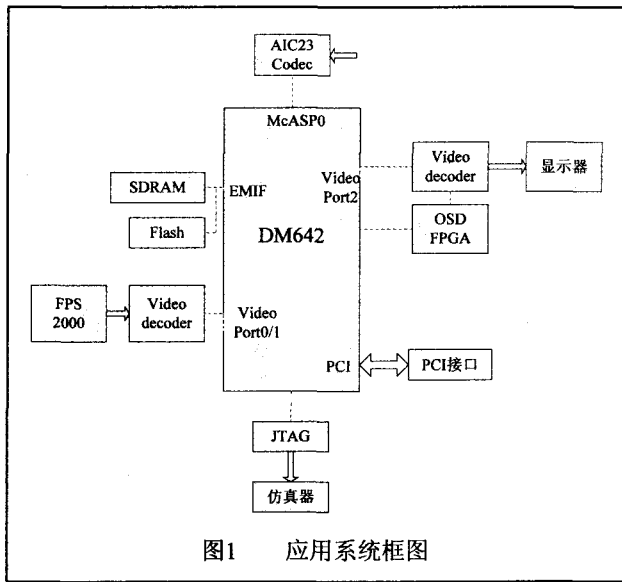 AIC23
Codec
McASP0
SDRAM
EMIF
Flash
Video
Port2
Video
decoder
显示器
OSD
FPGA
DM642
FPS
2000
Video
decoder
Video
Port0/1
PCI
PCI接口
JTAG
仿真器
图1 应用系统框图